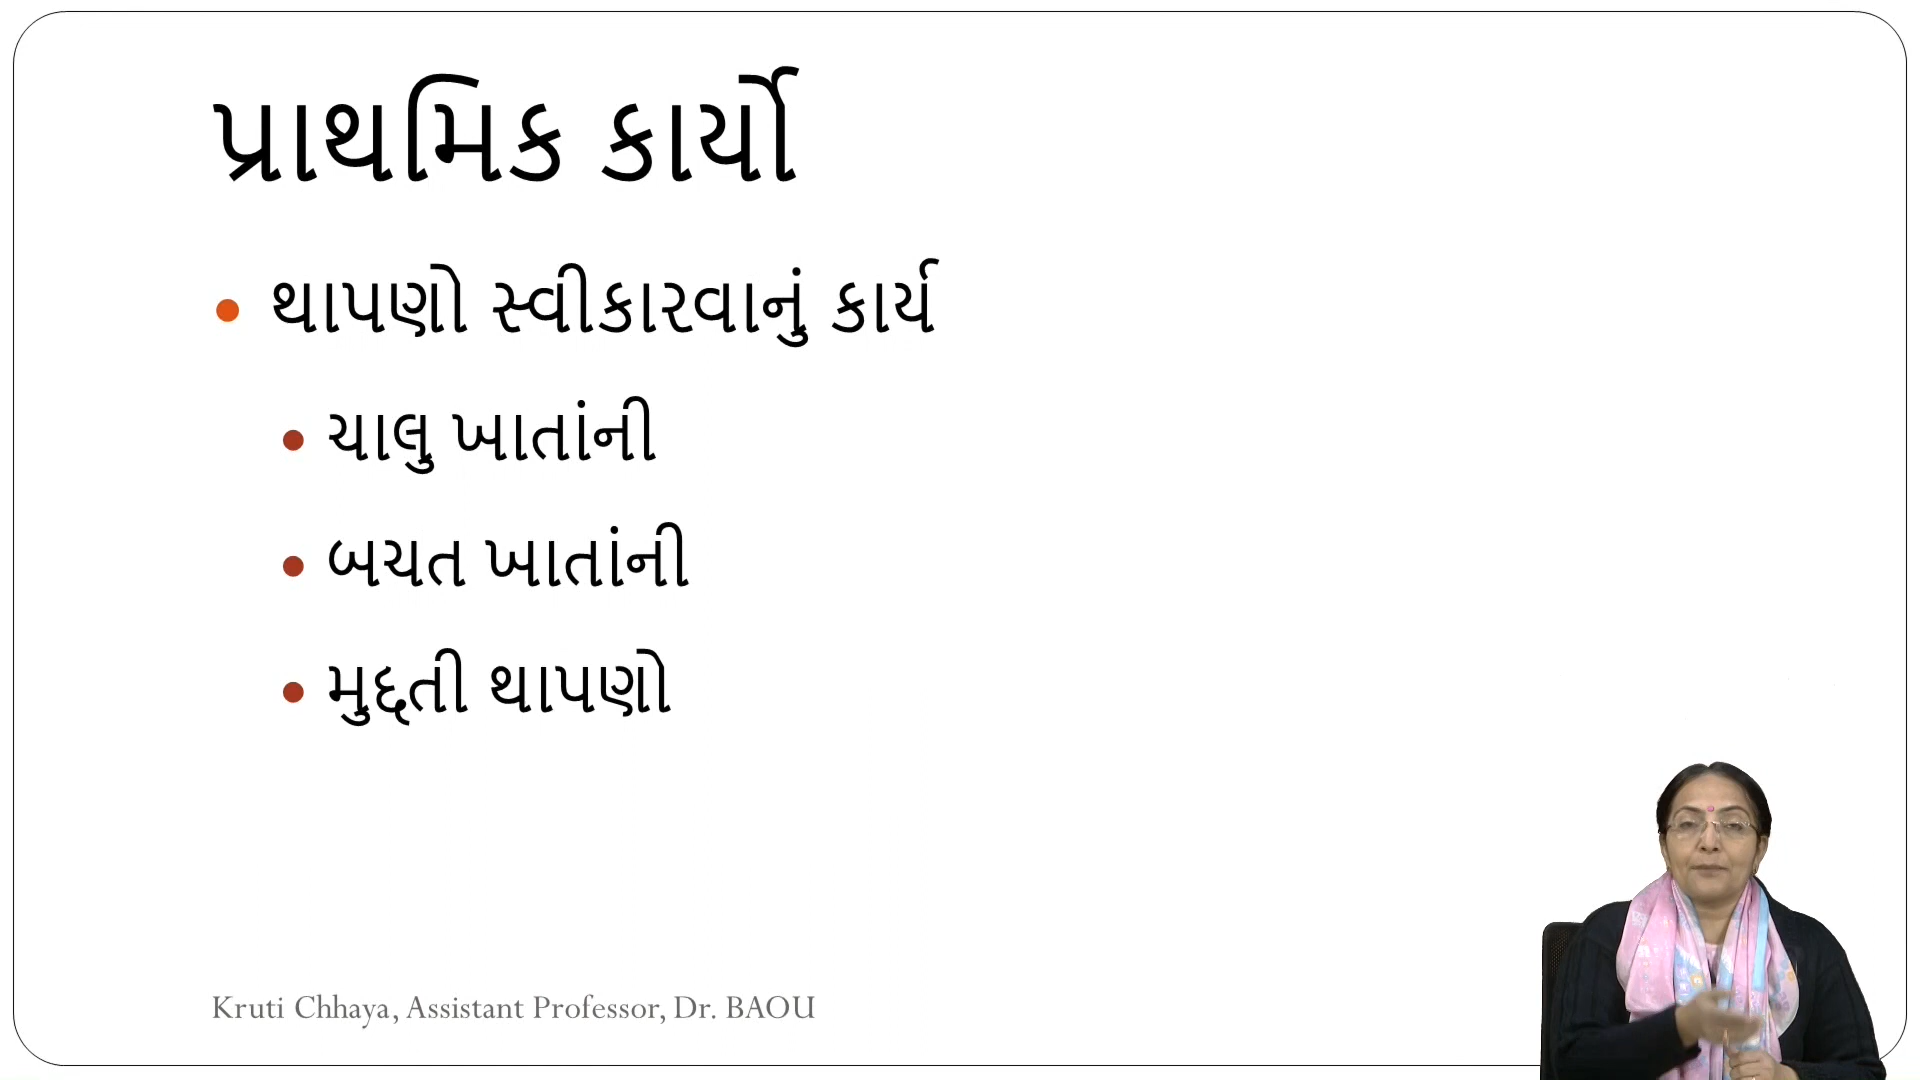 પ્રાથમિક કાર્યો
થાપણો સ્વીકારવાનું કાર્ય
ચાલુ ખાતાંની
બચત ખાતાંની
મુદ્દતી થાપણો
Kruti Chhaya, Assistant Professor, Dr. BAOU